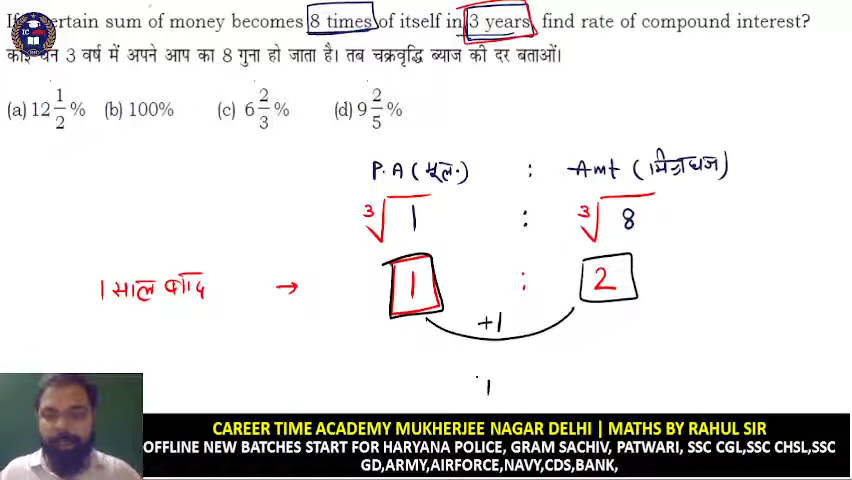 If certain sum of money becomes 8 times of itself in 3 years, find rate of compound interest?
3 वर्ष में अपने आप का 8 गुना हो जाता है। तब चक्रवृद्धि ब्याज की दर बताओं।
(a) 12 1/2 % (b) 100% (c) 6 2/3 % (d) 9 2/5 %
P.A (मूल.) : Amt (मिश्रधन)
3√1 : 3√8
1 साल बाद → 1 : 2
+1
1
CAREER TIME ACADEMY MUKHERJEE NAGAR DELHI | MATHS BY RAHUL SIR
OFFLINE NEW BATCHES START FOR HARYANA POLICE, GRAM SACHIV, PATWARI, SSC CGL,SSC CHSL,SSC
GD,ARMY,AIRFORCE,NAVY,CDS,BANK,